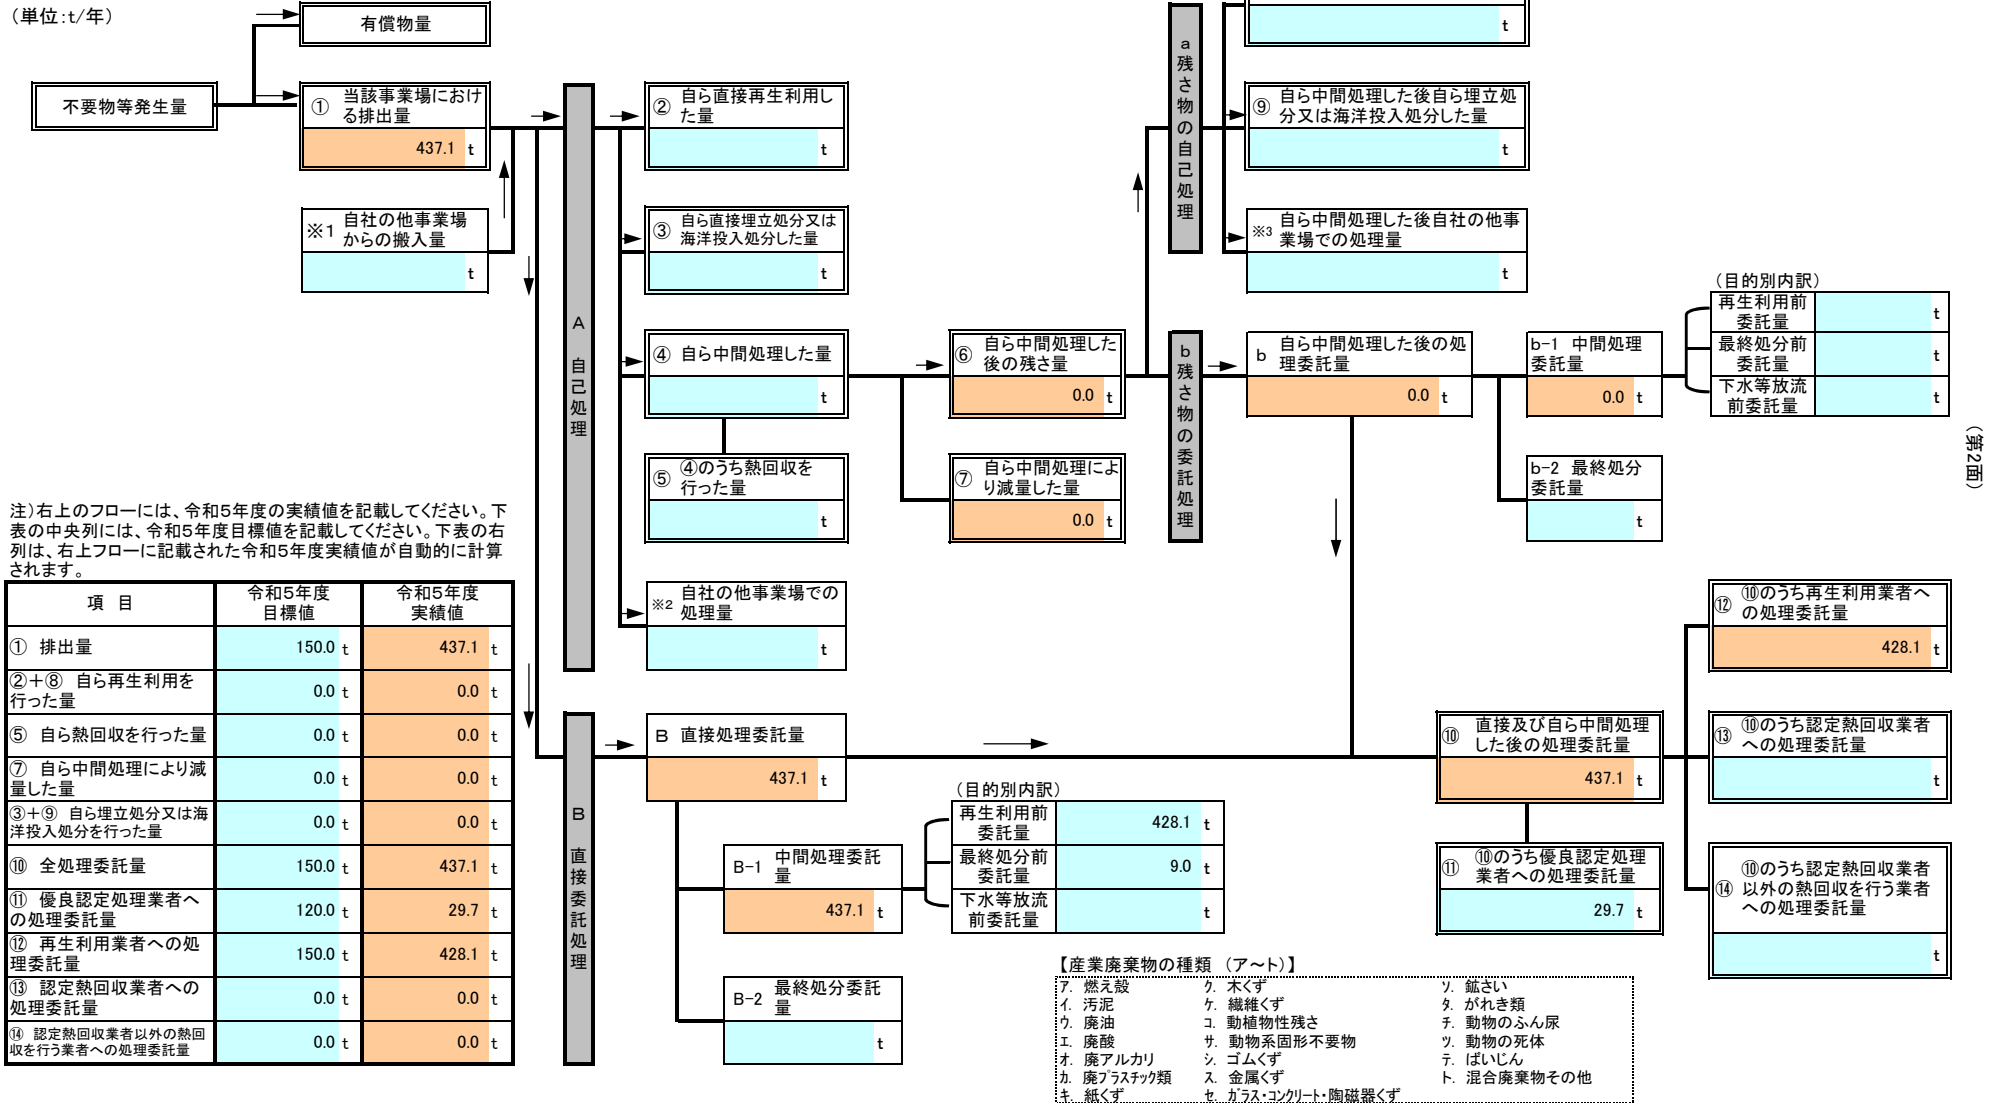 （単位：t/年）
有償物量
不要物等発生量
① 当該事業場におけ
る排出量
437.1 t
※1 自社の他事業場
からの搬入量
t
A 自己処理
② 自ら直接再生利用し
た量
t
③ 自ら直接埋立処分又は
海洋投入処分した量
t
④ 自ら中間処理した量
t
⑤ ④のうち熱回収を
行った量
t
※2 自社の他事業場での
処理量
t
⑥ 自ら中間処理した
後の残さ量
0.0 t
⑦ 自ら中間処理によ
り減量した量
0.0 t
a 残さ物の自己処理
t
⑨ 自ら中間処理した後自ら埋立処
分又は海洋投入処分した量
t
※3 自ら中間処理した後自社の他事
業場での処理量
t
b 残さ物の委託処理
b 自ら中間処理した後の処
理委託量
0.0 t
b-1 中間処理
委託量
0.0 t
b-2 最終処分
委託量
t
（目的別内訳）
再生利用前
委託量
t
最終処分前
委託量
t
下水等放流
前委託量
t
（第2面）
注）右上のフローには、令和5年度の実績値を記載してください。下
表の中央列には、令和5年度目標値を記載してください。下表の右
列は、右上フローに記載された令和5年度実績値が自動的に計算
されます。
項 目 令和5年度 目標値 令和5年度 実績値
① 排出量 150.0 t 437.1 t
②＋⑧ 自ら再生利用を
行った量 0.0 t 0.0 t
⑤ 自ら熱回収を行った量 0.0 t 0.0 t
⑦ 自ら中間処理により減
量した量 0.0 t 0.0 t
③＋⑨ 自ら埋立処分又は海
洋投入処分を行った量 0.0 t 0.0 t
⑩ 全処理委託量 150.0 t 437.1 t
⑪ 優良認定処理業者へ
の処理委託量 120.0 t 29.7 t
⑫ 再生利用業者への処
理委託量 150.0 t 428.1 t
⑬ 認定熱回収業者への
処理委託量 0.0 t 0.0 t
⑭ 認定熱回収業者以外の熱回
収を行う業者への処理委託量 0.0 t 0.0 t
B 直接委託処理
B 直接処理委託量
437.1 t
B-1 中間処理委託
量
437.1 t
B-2 最終処分委託
量
t
（目的別内訳）
再生利用前
委託量
428.1 t
最終処分前
委託量
9.0 t
下水等放流
前委託量
t
⑩ 直接及び自ら中間処理
した後の処理委託量
437.1 t
⑪ ⑩のうち優良認定処理
業者への処理委託量
29.7 t
⑫ ⑩のうち再生利用業者へ
の処理委託量
428.1 t
⑬ ⑩のうち認定熱回収業者
への処理委託量
t
⑭ ⑩のうち認定熱回収業者
以外の熱回収を行う業者
への処理委託量
t
【産業廃棄物の種類 （ア～ト）】
ア. 燃え殻 ク. 木くず ソ. 鉱さい
イ. 汚泥 ケ. 繊維くず タ. がれき類
ウ. 廃油 コ. 動植物性残さ チ. 動物のふん尿
エ. 廃酸 サ. 動物系固形不要物 ツ. 動物の死体
オ. 廃アルカリ シ. ゴムくず テ. ばいじん
カ. 廃プラスチック類 ス. 金属くず ト. 混合廃棄物その他
キ. 紙くず セ. ガラス・コンクリート・陶磁器くず